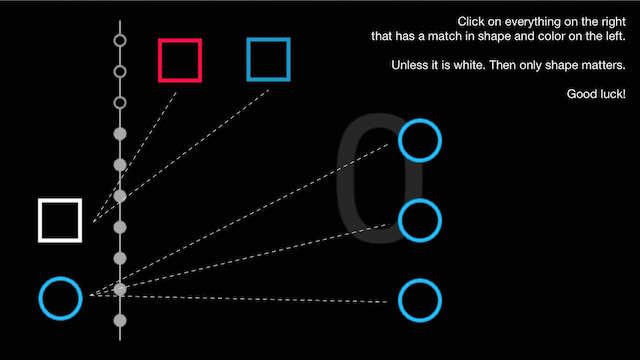 Click on everything on the right
that has a match in shape and color on the left.
Unless it is white. Then only shape matters.
Good luck!
0